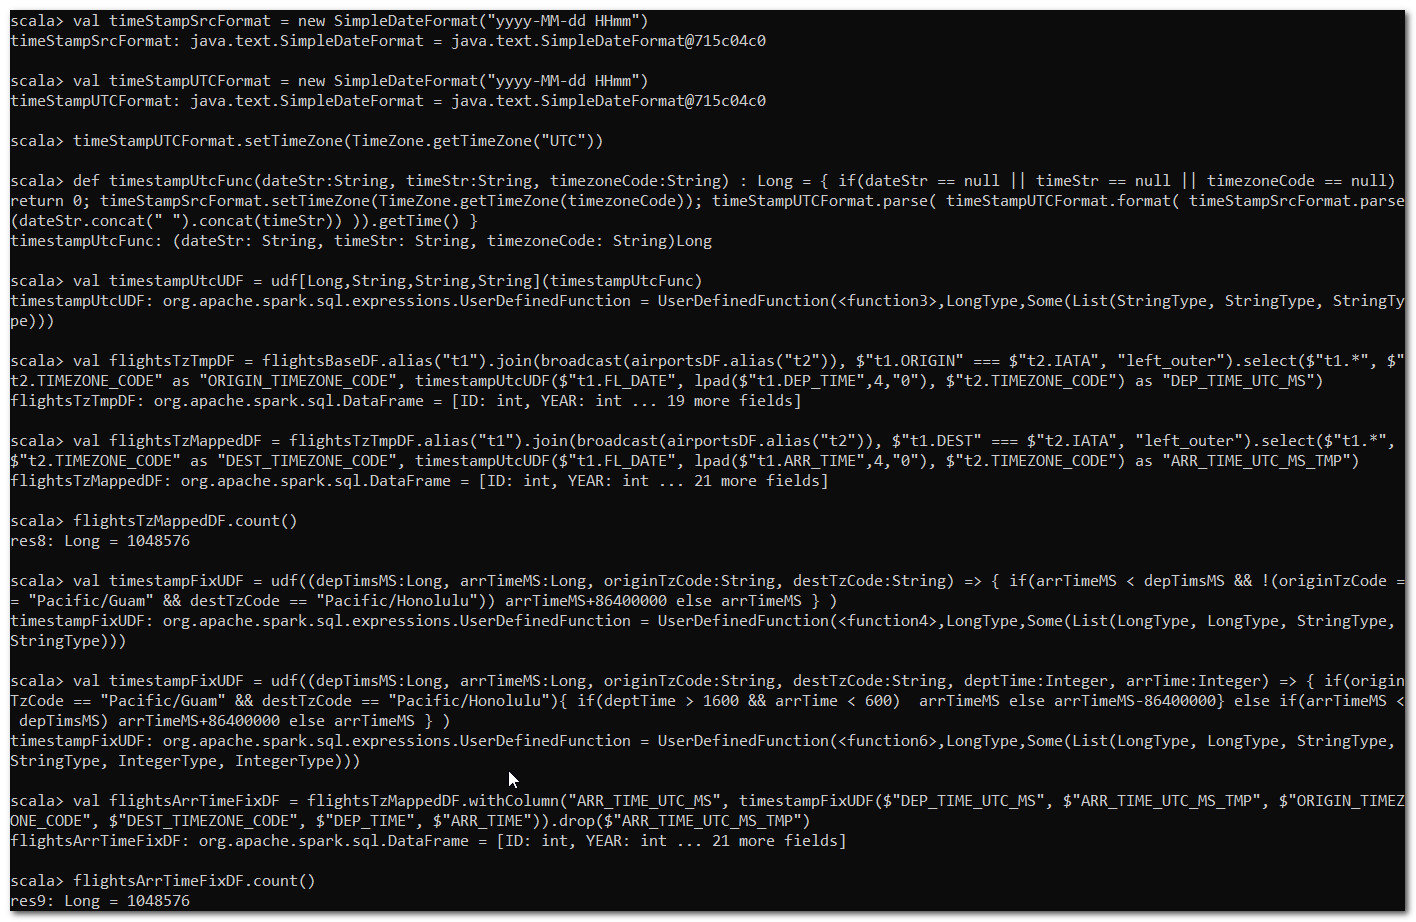 scala> val timeStampSrcFormat = new SimpleDateFormat("yyyy-MM-dd HHmm")
timeStampSrcFormat: java.text.SimpleDateFormat = java.text.SimpleDateFormat@715c04c0
scala> val timeStampUTCFormat = new SimpleDateFormat("yyyy-MM-dd HHmm")
timeStampUTCFormat: java.text.SimpleDateFormat = java.text.SimpleDateFormat@715c04c0
scala> timeStampUTCFormat.setTimeZone(TimeZone.getTimeZone("UTC"))
scala> def timestampUtcFunc(dateStr:String, timeStr:String, timezoneCode:String) : Long = { if(dateStr == null || timeStr == null || timezoneCode == null)
return 0; timeStampSrcFormat.setTimeZone(TimeZone.getTimeZone(timezoneCode)); timeStampUTCFormat.parse( timeStampUTCFormat.format( timeStampSrcFormat.parse
(dateStr.concat(" ").concat(timeStr)) )).getTime() }
timestampUtcFunc: (dateStr: String, timeStr: String, timezoneCode: String)Long
scala> val timestampUtcUDF = udf[Long,String,String,String](timestampUtcFunc)
timestampUtcUDF: org.apache.spark.sql.expressions.UserDefinedFunction = UserDefinedFunction(<function3>,LongType,Some(List(StringType, StringType, StringTy
pe)))
scala> val flightsTzTmpDF = flightsBaseDF.alias("t1").join(broadcast(airportsDF.alias("t2")), $"t1.ORIGIN" === $"t2.IATA", "left_outer").select($"t1.*", $"
t2.TIMEZONE_CODE" as "ORIGIN_TIMEZONE_CODE", timestampUtcUDF($"t1.FL_DATE", lpad($"t1.DEP_TIME",4,"0"), $"t2.TIMEZONE_CODE") as "DEP_TIME_UTC_MS")
flightsTzTmpDF: org.apache.spark.sql.DataFrame = [ID: int, YEAR: int ... 19 more fields]
scala> val flightsTzMappedDF = flightsTzTmpDF.alias("t1").join(broadcast(airportsDF.alias("t2")), $"t1.DEST" === $"t2.IATA", "left_outer").select($"t1.*",
$"t2.TIMEZONE_CODE" as "DEST_TIMEZONE_CODE", timestampUtcUDF($"t1.FL_DATE", lpad($"t1.ARR_TIME",4,"0"), $"t2.TIMEZONE_CODE") as "ARR_TIME_UTC_MS_TMP")
flightsTzMappedDF: org.apache.spark.sql.DataFrame = [ID: int, YEAR: int ... 21 more fields]
scala> flightsTzMappedDF.count()
res8: Long = 1048576
scala> val timestampFixUDF = udf((depTimsMS:Long, arrTimeMS:Long, originTzCode:String, destTzCode:String) => { if(arrTimeMS < depTimsMS && !(originTzCode =
= "Pacific/Guam" && destTzCode == "Pacific/Honolulu")) arrTimeMS+86400000 else arrTimeMS } )
timestampFixUDF: org.apache.spark.sql.expressions.UserDefinedFunction = UserDefinedFunction(<function4>,LongType,Some(List(LongType, LongType, StringType,
StringType)))
scala> val timestampFixUDF = udf((depTimsMS:Long, arrTimeMS:Long, originTzCode:String, destTzCode:String, deptTime:Integer, arrTime:Integer) => { if(origin
TzCode == "Pacific/Guam" && destTzCode == "Pacific/Honolulu"){ if(deptTime > 1600 && arrTime < 600)  arrTimeMS else arrTimeMS-86400000} else if(arrTimeMS <
depTimsMS) arrTimeMS+86400000 else arrTimeMS } )
timestampFixUDF: org.apache.spark.sql.expressions.UserDefinedFunction = UserDefinedFunction(<function6>,LongType,Some(List(LongType, LongType, StringType,
StringType, IntegerType, IntegerType)))
scala> val flightsArrTimeFixDF = flightsTzMappedDF.withColumn("ARR_TIME_UTC_MS", timestampFixUDF($"DEP_TIME_UTC_MS", $"ARR_TIME_UTC_MS_TMP", $"ORIGIN_TIMEZ
ONE_CODE", $"DEST_TIMEZONE_CODE", $"DEP_TIME", $"ARR_TIME")).drop($"ARR_TIME_UTC_MS_TMP")
flightsArrTimeFixDF: org.apache.spark.sql.DataFrame = [ID: int, YEAR: int ... 21 more fields]
scala> flightsArrTimeFixDF.count()
res9: Long = 1048576